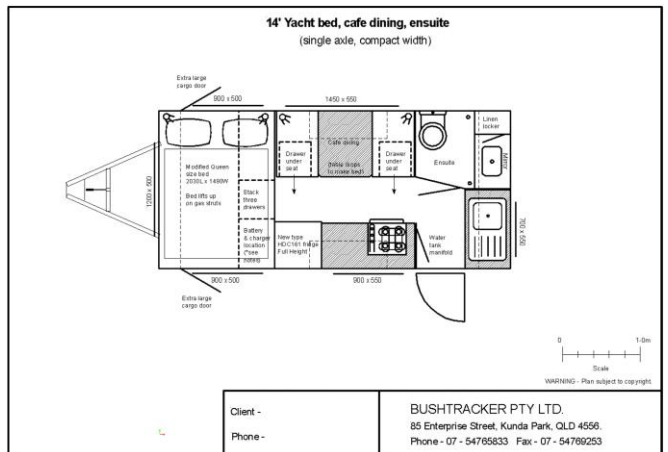 14' Yacht bed, cafe dining, ensuite
(single axle, compact width)
Extra large
cargo door
900 x 500
1450 x 550
Cafe dining
(table drops
to make bed)
Drawer
under
seat
Drawer
under
seat
Ensuite
Linen
locker
Mirror
Modified Queen
size bed
2030L x 1490W
Bed lifts up
on gas struts
1200 x 500
Stack
three
drawers
Battery
& charger
location
(*see
notes)
New type
HDC161 fridge
Full Height
Water
tank
manifold
700 x 550
900 x 500
900 x 550
Extra large
cargo door
0 1·0m
Scale
WARNING - Plan subject to copyright
Client -
Phone -
BUSHTRACKER PTY LTD.
85 Enterprise Street, Kunda Park, QLD 4556.
Phone - 07 - 54765833 Fax - 07 - 54769253